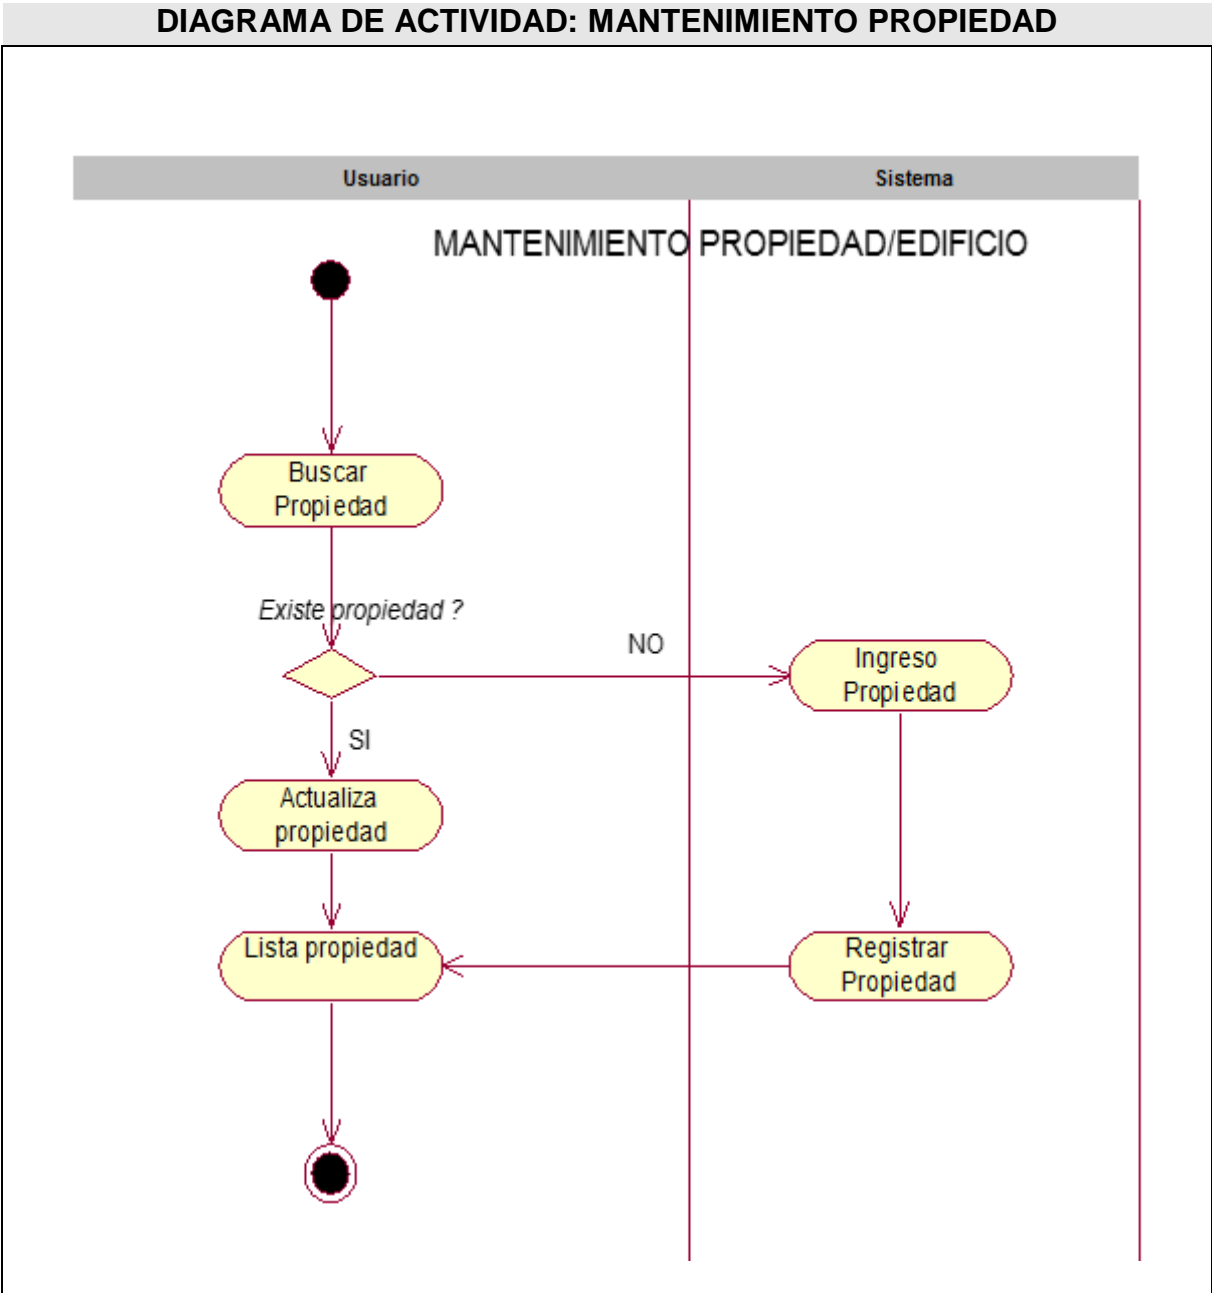 DIAGRAMA DE ACTIVIDAD: MANTENIMIENTO PROPIEDAD
Usuario
Sistema
MANTENIMIENTO PROPIEDAD/EDIFICIO
Buscar
Propiedad
Existe propiedad ?
NO
Ingreso
Propiedad
SI
Actualiza
propiedad
Lista propiedad
Registrar
Propiedad